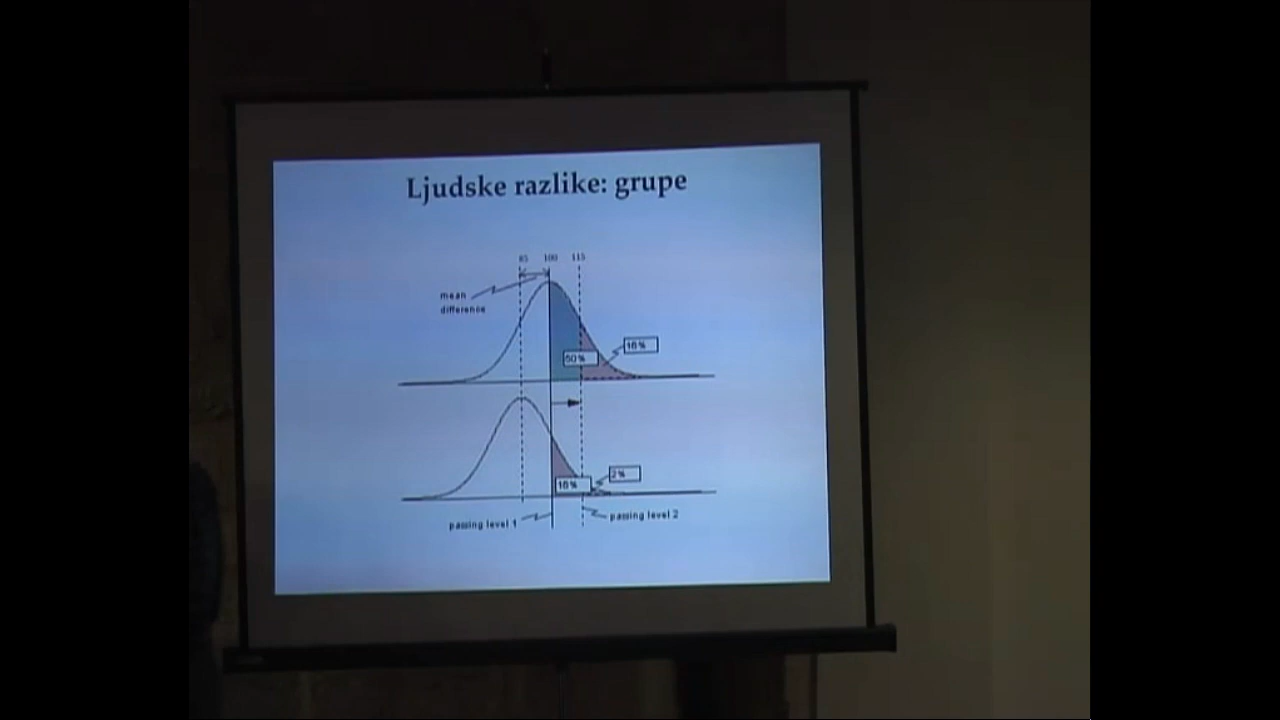 Ljudske razlike: grupe
85 100 115
mean
difference
16%
50%
2%
16%
passing level 1
passing level 2